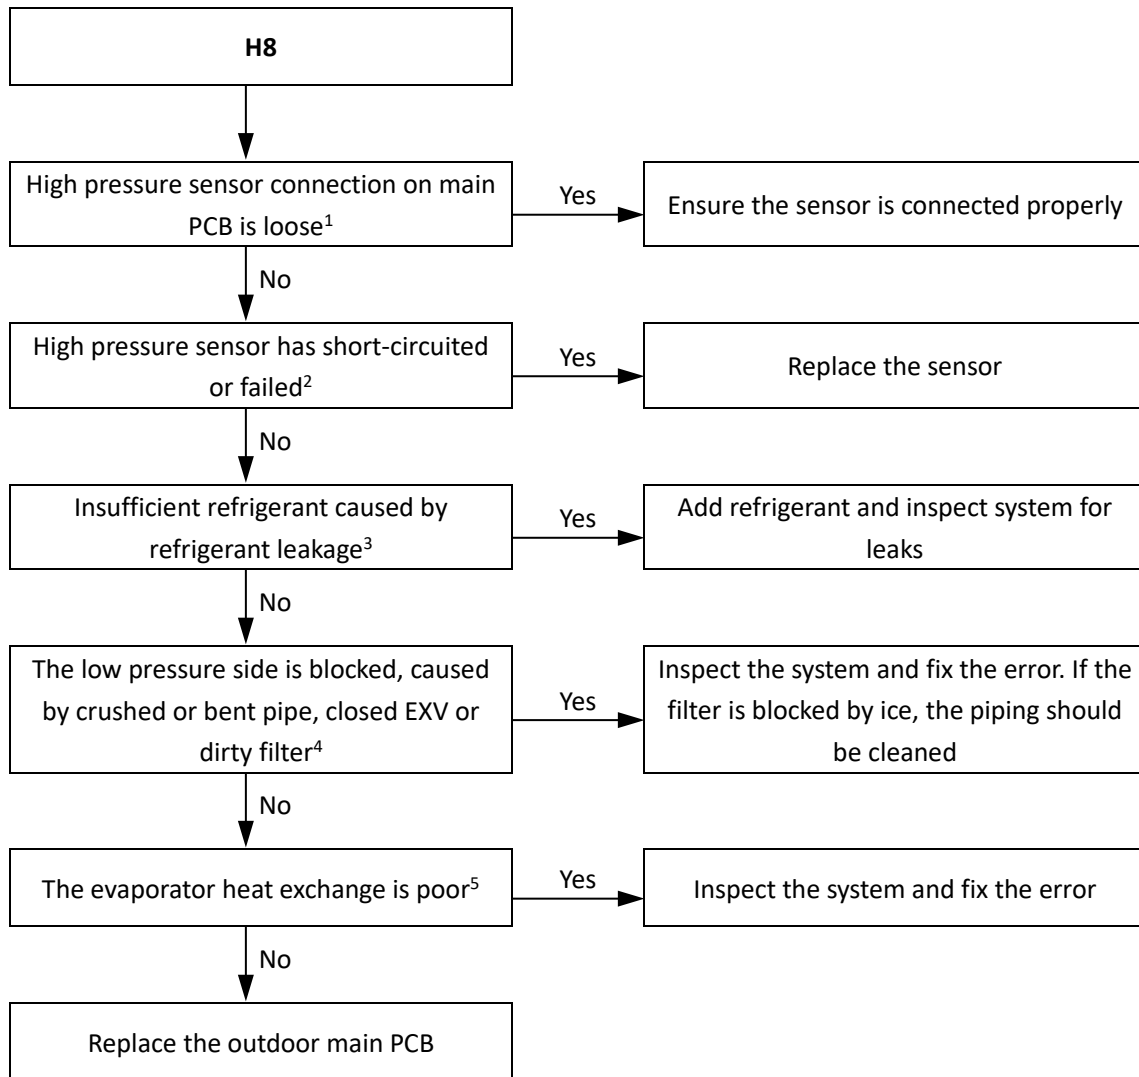 H8
High pressure sensor connection on main
PCB is loose1
Yes
Ensure the sensor is connected properly
No
High pressure sensor has short-circuited
or failed2
Yes
Replace the sensor
No
Insufficient refrigerant caused by
refrigerant leakage3
Yes
Add refrigerant and inspect system for
leaks
No
The low pressure side is blocked, caused
by crushed or bent pipe, closed EXV or
dirty filter4
Yes
Inspect the system and fix the error. If the
filter is blocked by ice, the piping should
be cleaned
No
The evaporator heat exchange is poor5
Yes
Inspect the system and fix the error
No
Replace the outdoor main PCB